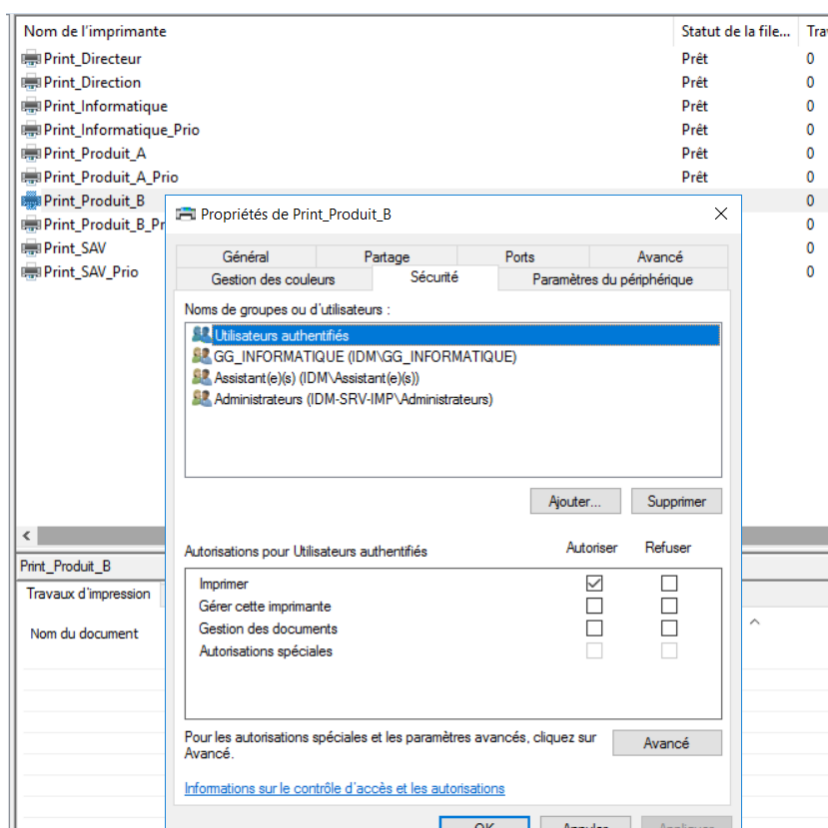 Nom de l'imprimante Statut de la file... Tra
Print_Directeur Prêt 0
Print_Direction Prêt 0
Print_Informatique Prêt 0
Print_Informatique_Prio Prêt 0
Print_Produit_A Prêt 0
Print_Produit_A_Prio Prêt 0
Print_Produit_B 0
Print_Produit_B_Pr 0
Print_SAV 0
Print_SAV_Prio 0
Propriétés de Print_Produit_B
Général Partage Ports Avancé
Gestion des couleurs Sécurité Paramètres du périphérique
Noms de groupes ou d'utilisateurs :
Utilisateurs authentifiés
GG_INFORMATIQUE (IDM\GG_INFORMATIQUE)
Assistant(e)(s) (IDM\Assistant(e)(s))
Administrateurs (IDM-SRV-IMP\Administrateurs)
Ajouter... Supprimer
Autorisations pour Utilisateurs authentifiés Autoriser Refuser
Imprimer
Gérer cette imprimante
Gestion des documents
Autorisations spéciales
Pour les autorisations spéciales et les paramètres avancés, cliquez sur
Avancé.
Avancé
Informations sur le contrôle d'accès et les autorisations
OK Annuler Appliquer
Print_Produit_B
Travaux d'impression
Nom du document